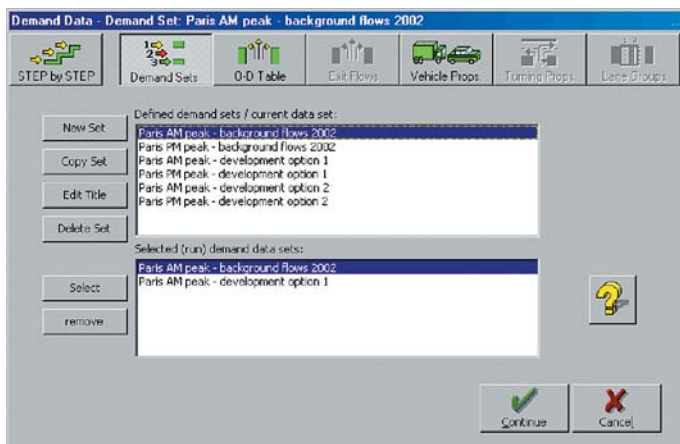 Demand Data - Demand Set: Paris AM peak - background flows 2002
STEP by STEP
Demand Sets
O-D Table
Exit Flows
Vehicle Props.
Turning Props.
Lane Groups
Defined demand sets / current data set:
New Set
Copy Set
Edit Title
Delete Set
Paris AM peak - background flows 2002
Paris PM peak - background flows 2002
Paris AM peak - development option 1
Paris PM peak - development option 1
Paris AM peak - development option 2
Paris PM peak - development option 2
Selected (run) demand data sets:
Select
remove
Paris AM peak - background flows 2002
Paris AM peak - development option 1
?
Continue
Cancel